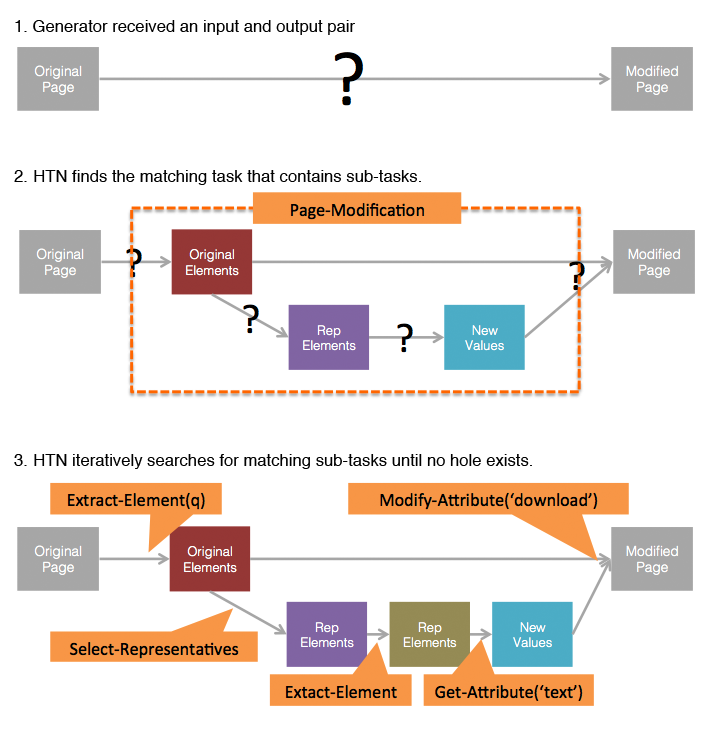 1. Generator received an input and output pair
Original
Page
?
Modified
Page
2. HTN finds the matching task that contains sub-tasks.
Page-Modification
Original
Page
?
Original
Elements
?
Modified
Page
?
Rep
Elements
?
New
Values
3. HTN iteratively searches for matching sub-tasks until no hole exists.
Extract-Element(q)
Modify-Attribute(‘download’)
Original
Page
Original
Elements
Modified
Page
Rep
Elements
Rep
Elements
New
Values
Select-Representatives
Extact-Element
Get-Attribute(‘text’)